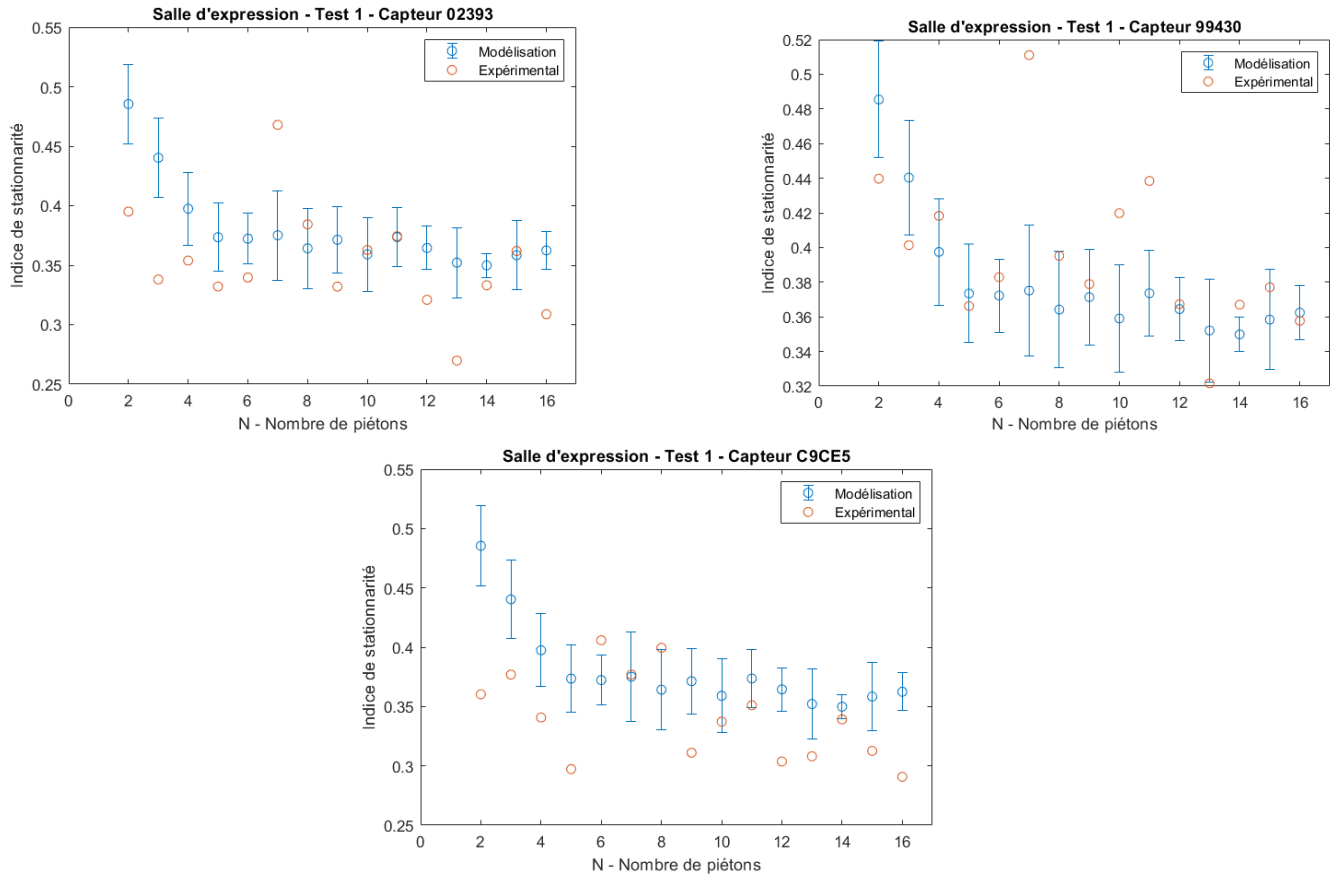 Salle d'expression - Test 1 - Capteur 02393
0.55
0.5
0.45
0.4
0.35
0.3
0.25
Indice de stationnarité
Modélisation
Expérimental
0 2 4 6 8 10 12 14 16
N - Nombre de piétons
Salle d'expression - Test 1 - Capteur 99430
0.52
0.5
0.48
0.46
0.44
0.42
0.4
0.38
0.36
0.34
0.32
Indice de stationnarité
Modélisation
Expérimental
0 2 4 6 8 10 12 14 16
N - Nombre de piétons
Salle d'expression - Test 1 - Capteur C9CE5
0.55
0.5
0.45
0.4
0.35
0.3
0.25
Indice de stationnarité
Modélisation
Expérimental
0 2 4 6 8 10 12 14 16
N - Nombre de piétons